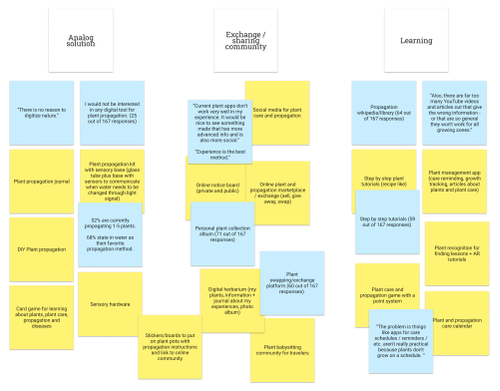 Analog
solution
Exchange /
sharing
community
Learning
"There is no reason to
digitize nature."
I would not be interested
in any digital tool for
plant propagation. (25
out of 167 responses)
Plant propagation journal
Plant propagation kit
with sensory base (glass
tube plus base with
sensors to communicate
when water needs to be
changed through light
signal)
52% are currently
propagating 1-5 plants.
68% state in water as
their favorite
propagation method.
DIY Plant propagation
Card game for learning
about plants, plant care,
propagation and
diseases
Sensory hardware
"Current plant apps don't
work very well in my
experience. It would be
nice to see something
made that has more
advanced info and is
also more social."
"Experience is the best
method."
Social media for plant
care and propagation
Online notice board
(private and public)
Online plant and
propagation marketplace
/ exchange (sell, give
away, swap)
Personal plant collection
album (71 out of 167
responses)
Plant
swapping/exchange
platform (60 out of 167
responses)
Digital herbarium (my
plants, information +
journal about my
experiences, photo
album)
Stickers/boards to put
on plant pots with
propagation instructions
and link to online
community
Plant babysitting
community for travelers
Propagation
wikipedia/library (64 out
of 167 responses)
"Also, there are far too
many YouTube videos
and articles out that give
the wrong information -
or that are so general
they won't work for all
growing zones."
Step by step plant
tutorials (recipe like)
Plant management app
(care reminding, growth
tracking, articles about
plants and plant care)
Step by step plant
tutorials (59 out of 167
responses)
Plant recognition for
finding lessons + AR
tutorials
Plant care and
propagation game with a
point system
Plant and propagation
care calendar
"The problem is things
like apps for care
schedules / reminders /
etc. aren't really practical
because plants don't
grow on a schedule. "